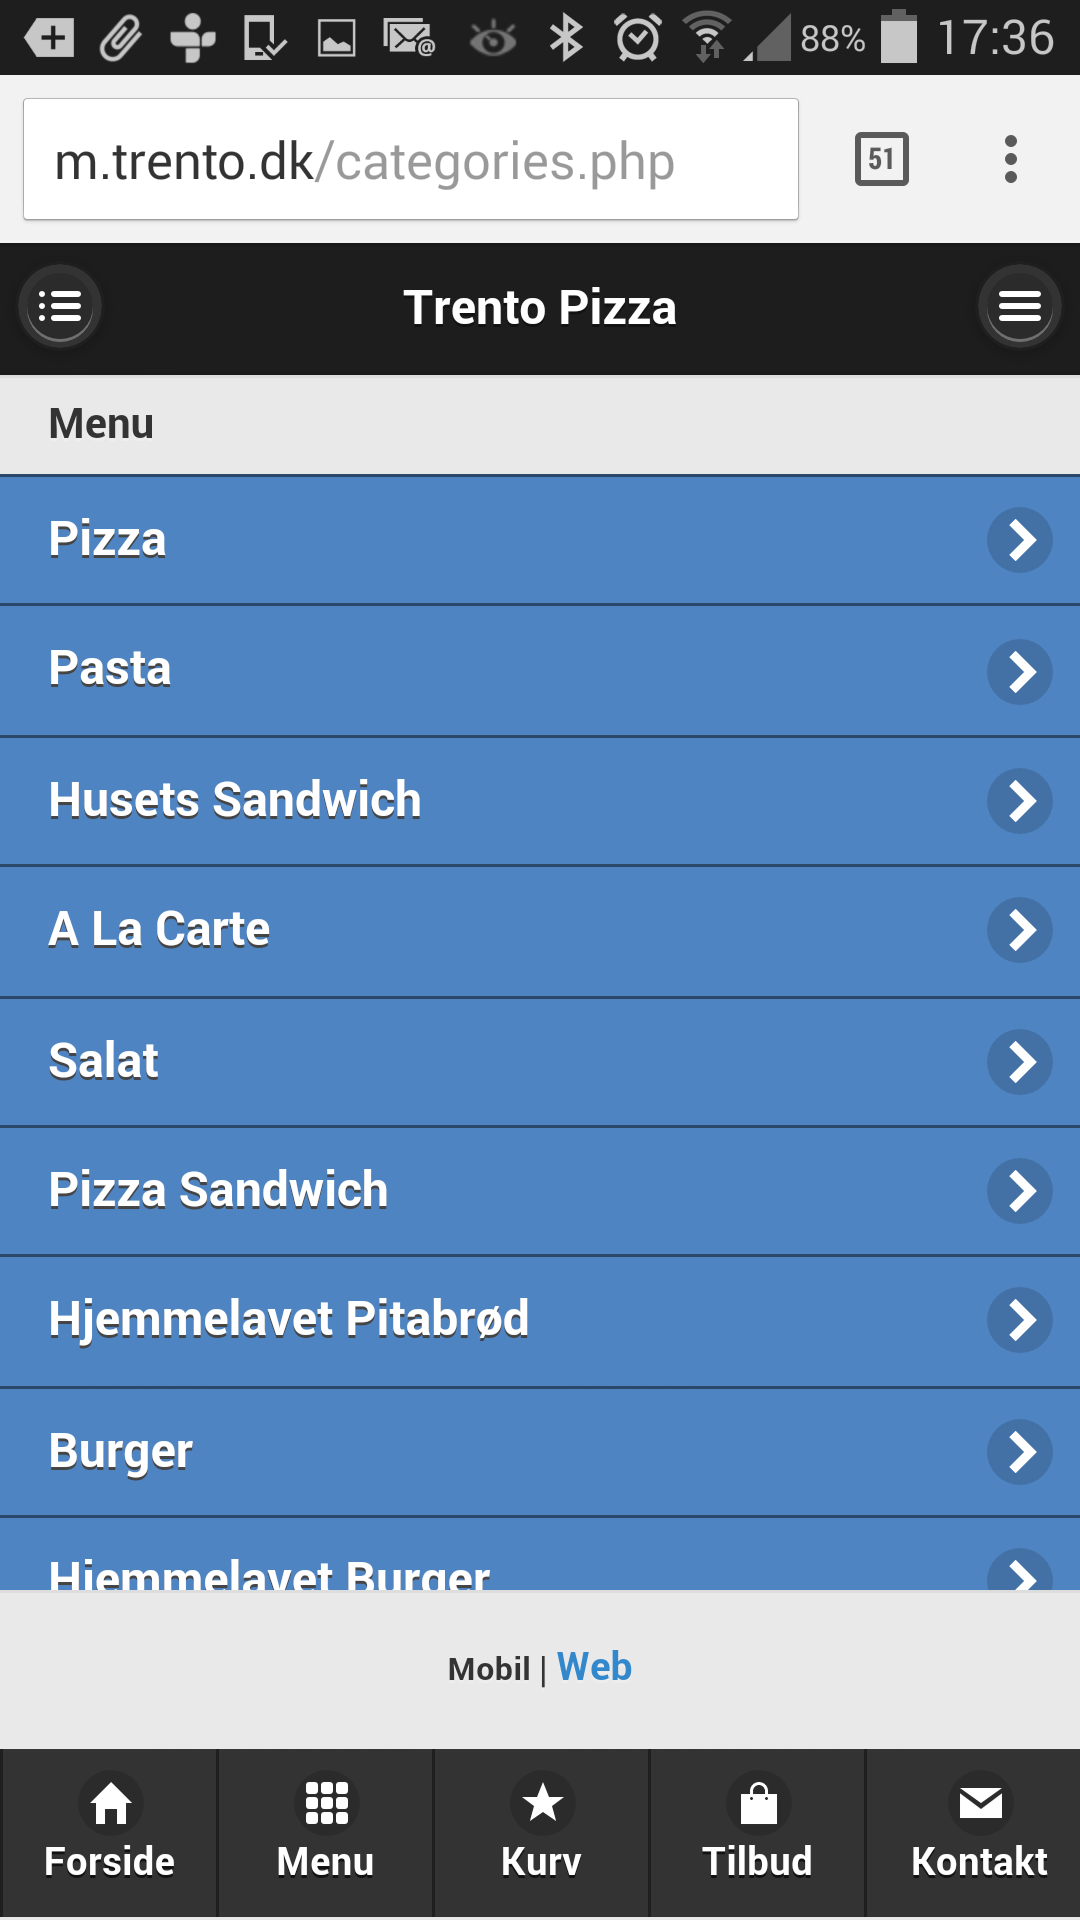 88% 17:36
m.trento.dk/categories.php
51
Trento Pizza
Menu
Pizza
Pasta
Husets Sandwich
A La Carte
Salat
Pizza Sandwich
Hjemmelavet Pitabrød
Burger
Hjemmelavet Burger
Mobil | Web
Forside Menu Kurv Tilbud Kontakt